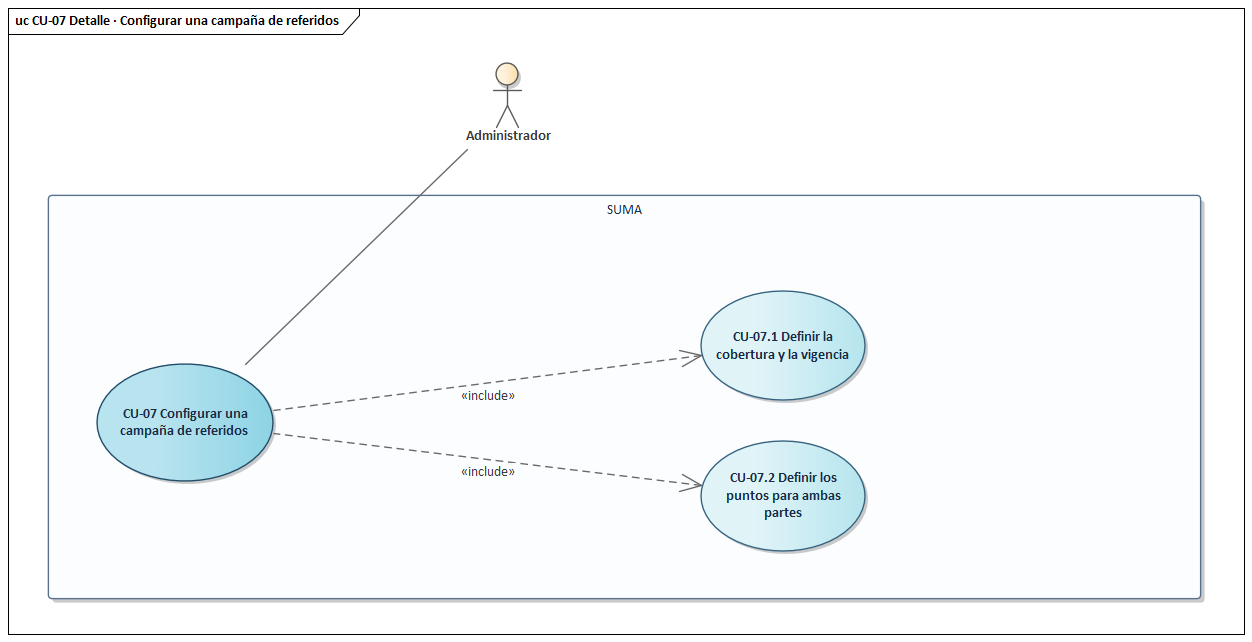 uc CU-07 Detalle · Configurar una campaña de referidos
Administrador
SUMA
CU-07.1 Definir la
cobertura y la vigencia
«include»
CU-07 Configurar una
campaña de referidos
«include»
CU-07.2 Definir los
puntos para ambas
partes